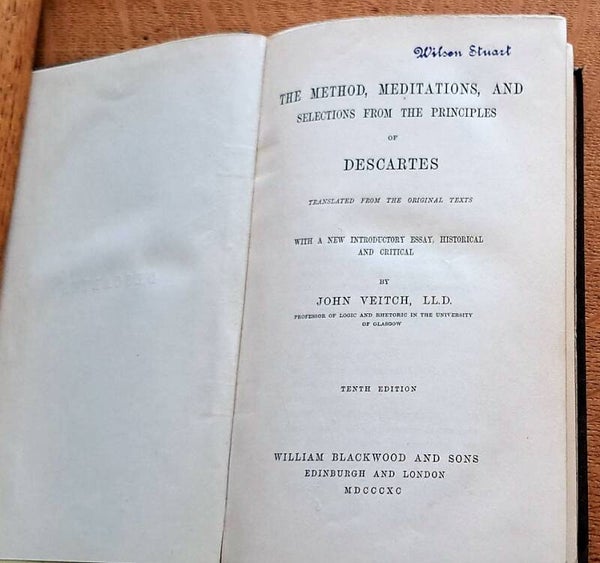 Wilson Stuart
THE METHOD, MEDITATIONS, AND
SELECTIONS FROM THE PRINCIPLES
OF
DESCARTES
TRANSLATED FROM THE ORIGINAL TEXTS
WITH A NEW INTRODUCTORY ESSAY, HISTORICAL
AND CRITICAL
BY
JOHN VEITCH, LL.D.
PROFESSOR OF LOGIC AND RHETORIC IN THE UNIVERSITY
OF GLASGOW
TENTH EDITION
WILLIAM BLACKWOOD AND SONS
EDINBURGH AND LONDON
MDCCCXC